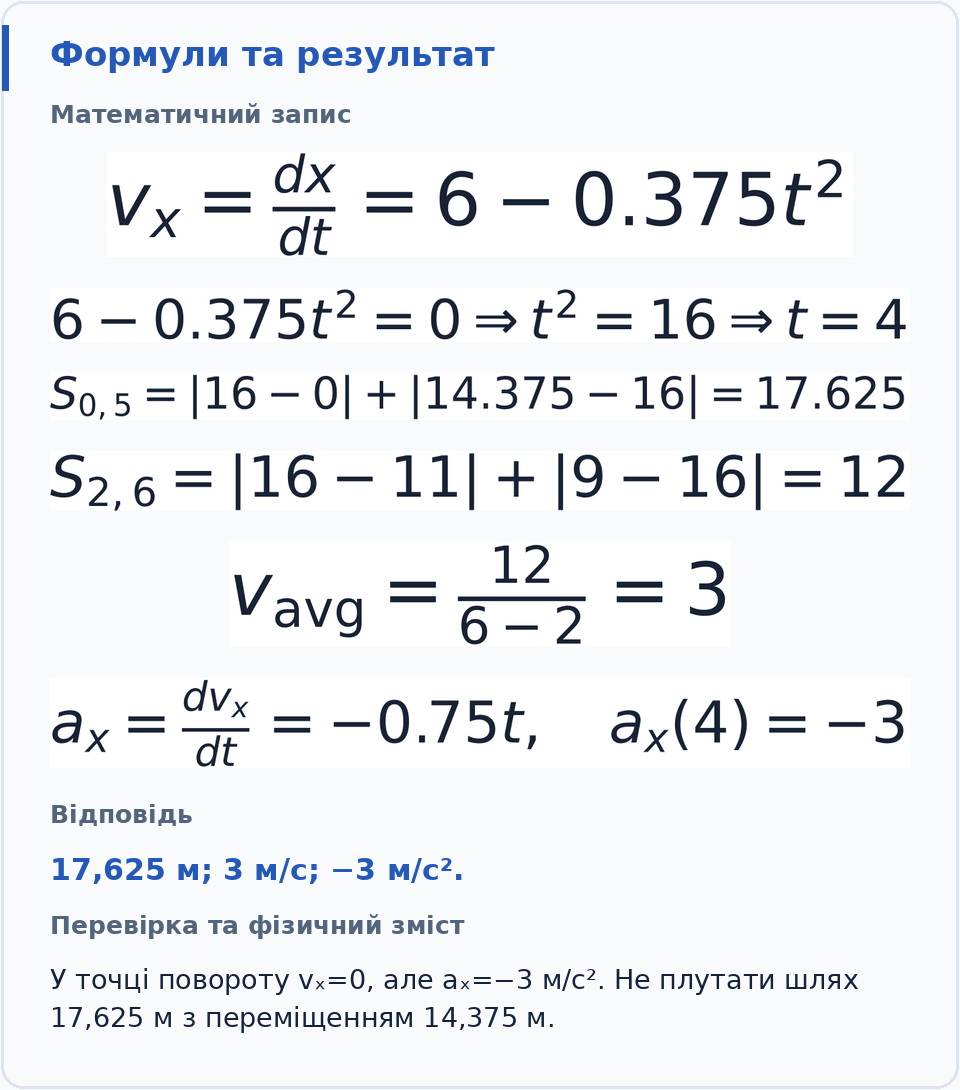 Формули та результат
Математичний запис
vₓ = dx/dt = 6 − 0.375t²
6 − 0.375t² = 0 ⇒ t² = 16 ⇒ t = 4
S₀,₅ = |16 − 0| + |14.375 − 16| = 17.625
S₂,₆ = |16 − 11| + |9 − 16| = 12
v_avg = 12/(6 − 2) = 3
aₓ = dvₓ/dt = −0.75t, aₓ(4) = −3
Відповідь
17,625 м; 3 м/с; −3 м/с².
Перевірка та фізичний зміст
У точці повороту vₓ=0, але aₓ=−3 м/с². Не плутати шлях
17,625 м з переміщенням 14,375 м.